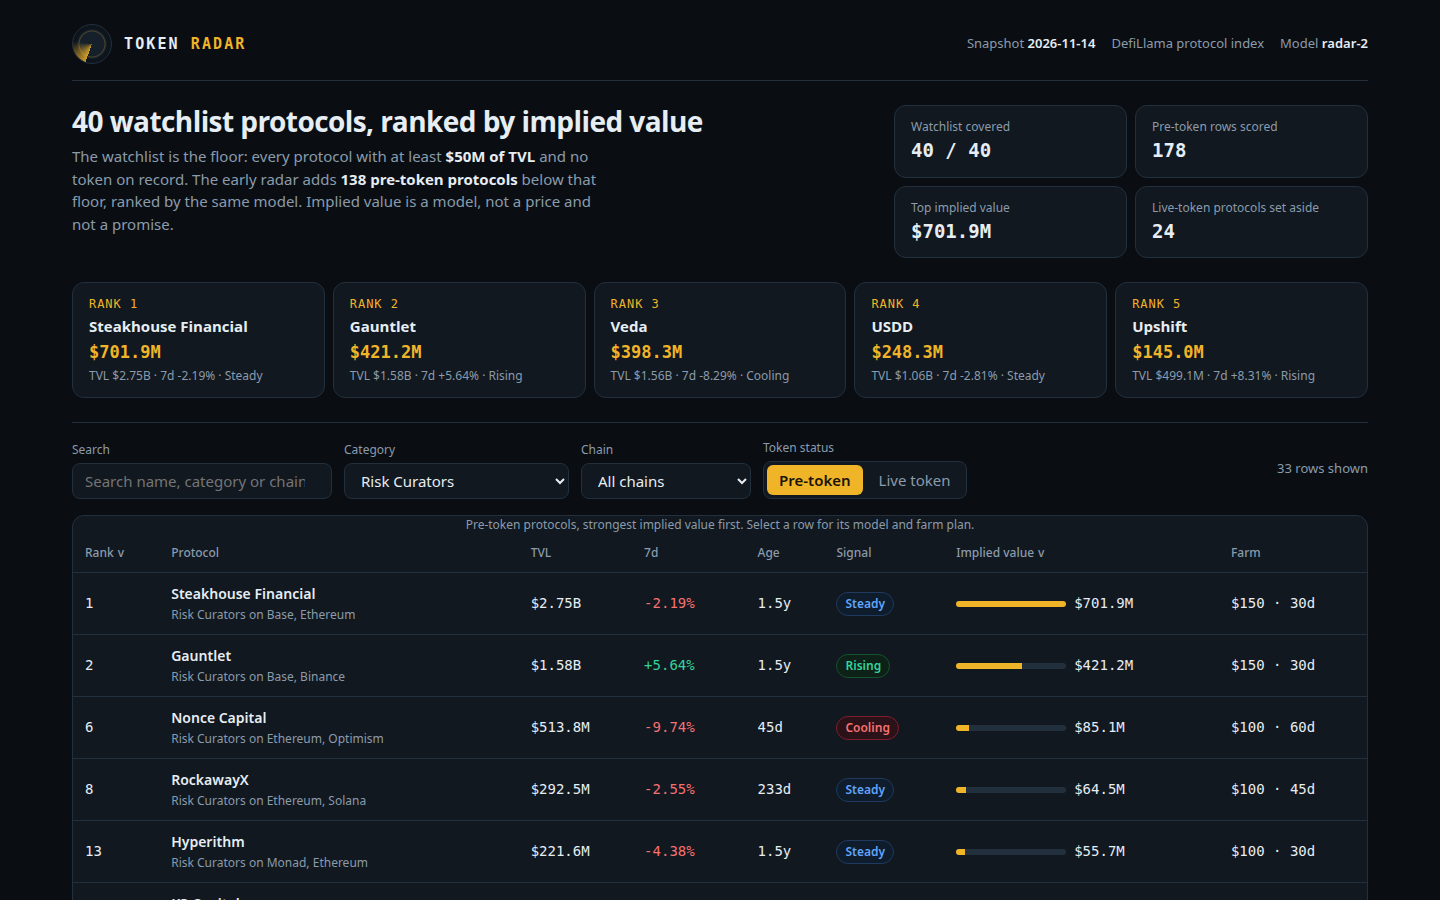 TOKEN RADAR
Snapshot 2026-11-14 DefiLlama protocol index Model radar-2
40 watchlist protocols, ranked by implied value
The watchlist is the floor: every protocol with at least $50M of TVL and no
token on record. The early radar adds 138 pre-token protocols below that
floor, ranked by the same model. Implied value is a model, not a price and
not a promise.
Watchlist covered
40 / 40
Pre-token rows scored
178
Top implied value
$701.9M
Live-token protocols set aside
24
RANK 1
Steakhouse Financial
$701.9M
TVL $2.75B · 7d -2.19% · Steady
RANK 2
Gauntlet
$421.2M
TVL $1.58B · 7d +5.64% · Rising
RANK 3
Veda
$398.3M
TVL $1.56B · 7d -8.29% · Cooling
RANK 4
USDD
$248.3M
TVL $1.06B · 7d -2.81% · Steady
RANK 5
Upshift
$145.0M
TVL $499.1M · 7d +8.31% · Rising
Search
Search name, category or chain
Category
Risk Curators
Chain
All chains
Token status
Pre-token Live token
33 rows shown
Pre-token protocols, strongest implied value first. Select a row for its model and farm plan.
Rank v Protocol TVL 7d Age Signal Implied value v Farm
1 Steakhouse Financial $2.75B -2.19% 1.5y Steady $701.9M $150 · 30d
Risk Curators on Base, Ethereum
2 Gauntlet $1.58B +5.64% 1.5y Rising $421.2M $150 · 30d
Risk Curators on Base, Binance
6 Nonce Capital $513.8M -9.74% 45d Cooling $85.1M $100 · 60d
Risk Curators on Ethereum, Optimism
8 RockawayX $292.5M -2.55% 233d Steady $64.5M $100 · 45d
Risk Curators on Ethereum, Solana
13 Hyperithm $221.6M -4.38% 1.5y Steady $55.7M $100 · 30d
Risk Curators on Monad, Ethereum